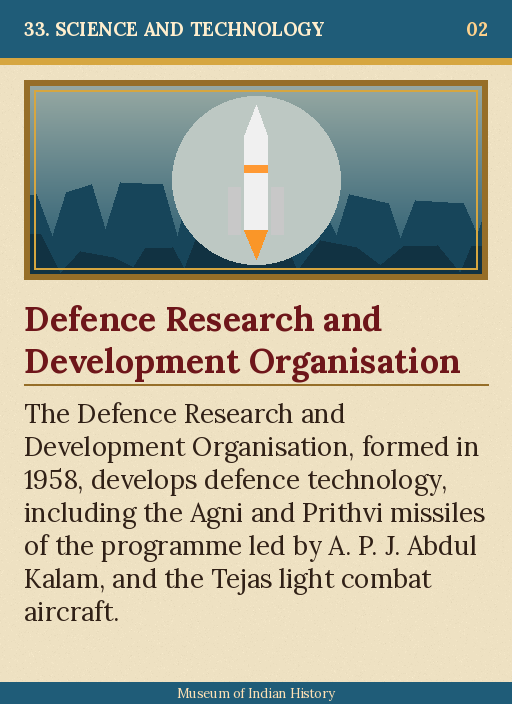 33. SCIENCE AND TECHNOLOGY
02
Defence Research and
Development Organisation
The Defence Research and
Development Organisation, formed in
1958, develops defence technology,
including the Agni and Prithvi missiles
of the programme led by A. P. J. Abdul
Kalam, and the Tejas light combat
aircraft.
Museum of Indian History